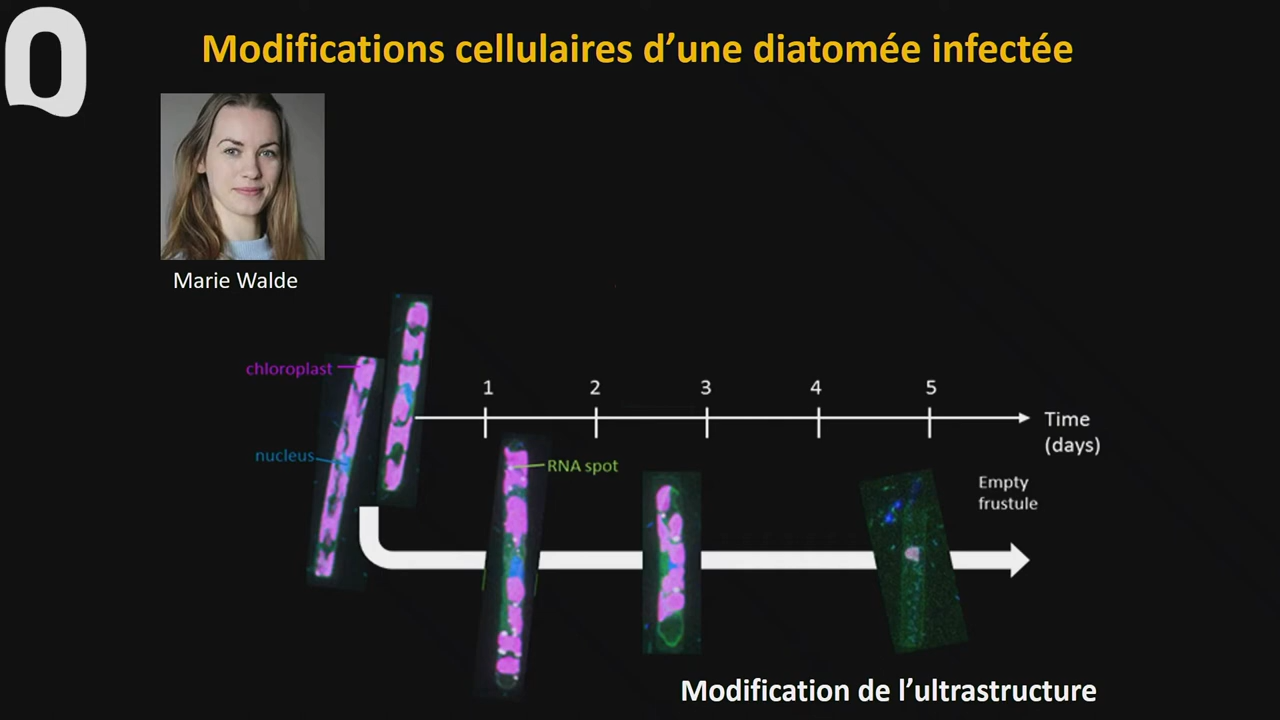 Q
Modifications cellulaires d’une diatomée infectée
Marie Walde
chloroplast
nucleus
1 2 3 4 5
Time
(days)
RNA spot
Empty
frustule
Modification de l’ultrastructure